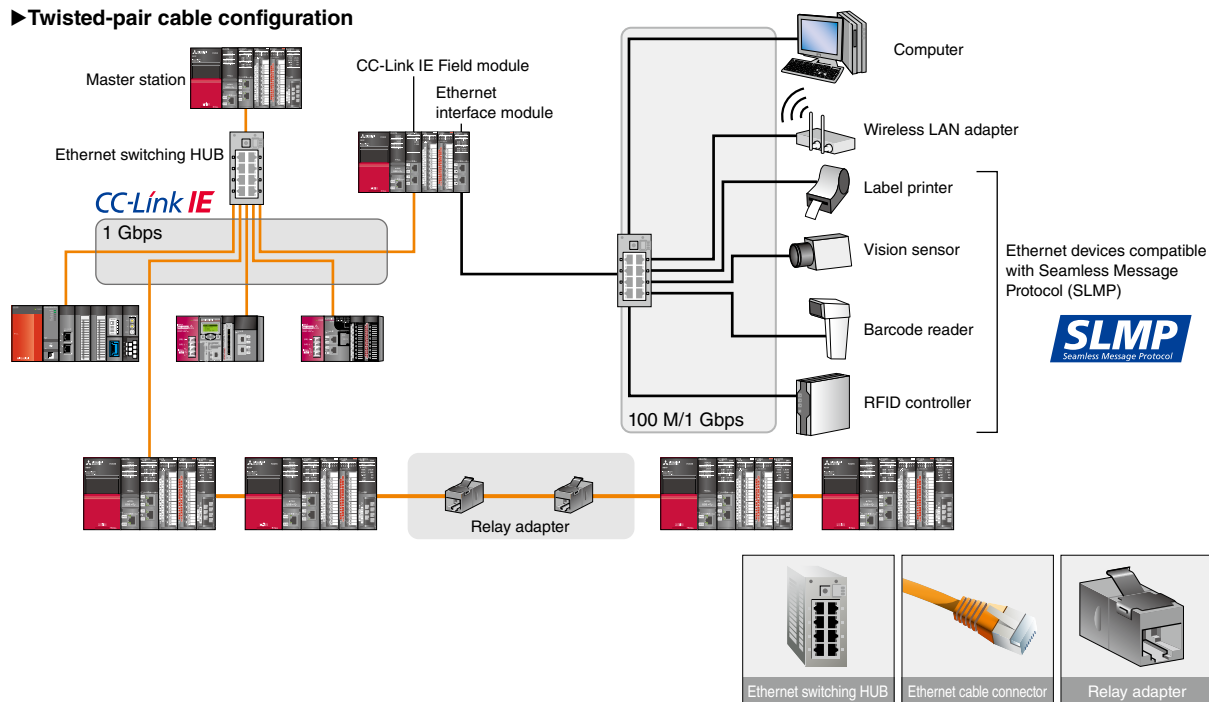 ▶Twisted-pair cable configuration
Master station
CC-Link IE Field module
Ethernet
interface module
Ethernet switching HUB
CC-Link IE
1 Gbps
Computer
Wireless LAN adapter
Label printer
Vision sensor
Barcode reader
RFID controller
100 M/1 Gbps
Ethernet devices compatible
with Seamless Message
Protocol (SLMP)
SLMP
Seamless Message Protocol
Relay adapter
Ethernet switching HUB
Ethernet cable connector
Relay adapter